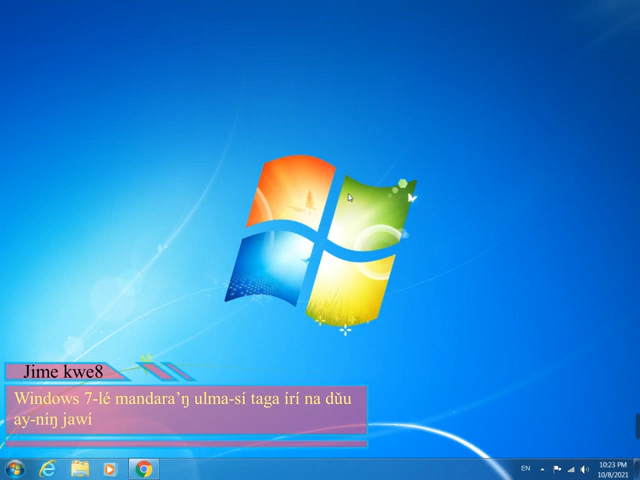 Jime kwe8
Windows 7-lé mandara’ŋ ulma-sí taga írí na dŭu
ay-níŋ jawí
EN
10:23 PM
10/8/2021